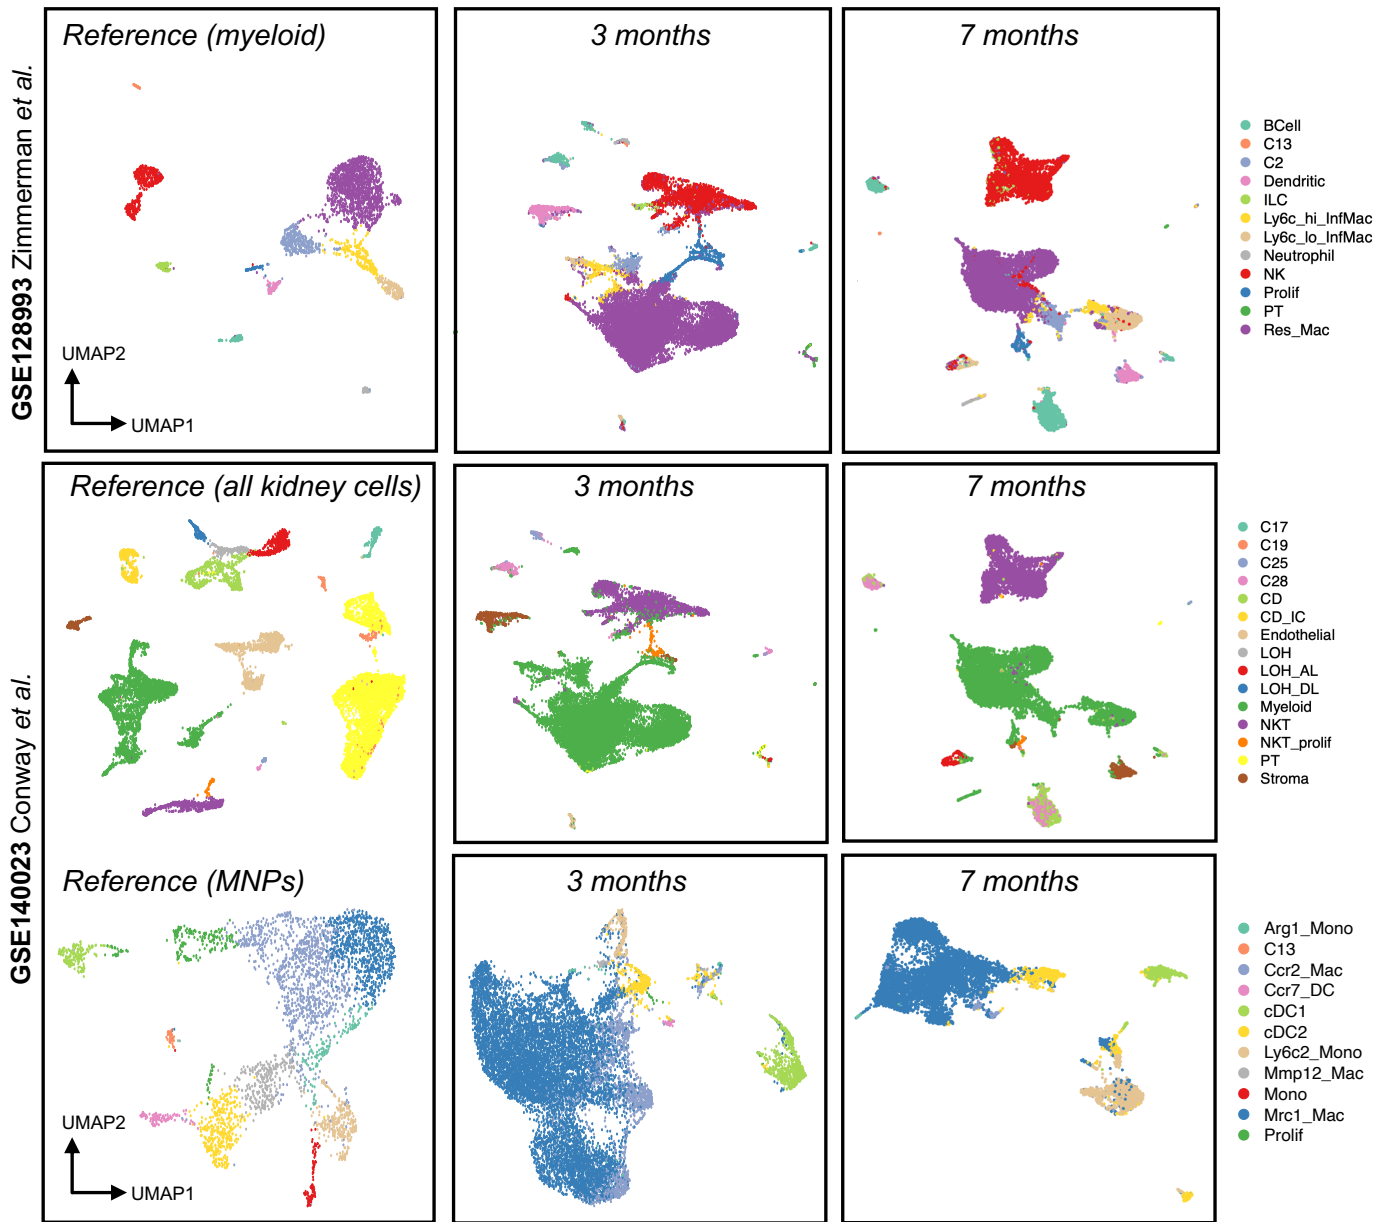 GSE128993 Zimmerman et al.
Reference (myeloid)
3 months
7 months
UMAP2
UMAP1
BCell
C13
C2
Dendritic
ILC
Ly6c_hi_InfMac
Ly6c_lo_InfMac
Neutrophil
NK
Prolif
PT
Res_Mac
GSE140023 Conway et al.
Reference (all kidney cells)
3 months
7 months
C17
C19
C25
C28
CD
CD_IC
Endothelial
LOH
LOH_AL
LOH_DL
Myeloid
NKT
NKT_prolif
PT
Stroma
Reference (MNPs)
3 months
7 months
UMAP2
UMAP1
Arg1_Mono
C13
Ccr2_Mac
Ccr7_DC
cDC1
cDC2
Ly6c2_Mono
Mmp12_Mac
Mono
Mrc1_Mac
Prolif